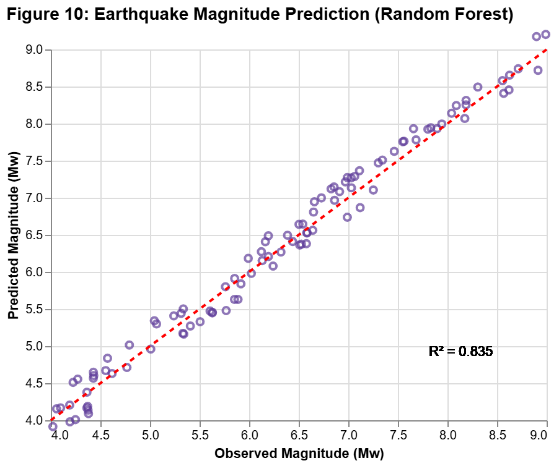 Figure 10: Earthquake Magnitude Prediction (Random Forest)
9.0
8.5
8.0
7.5
7.0
6.5
6.0
5.5
5.0
4.5
4.0
Predicted Magnitude (Mw)
R² = 0.835
4.0 4.5 5.0 5.5 6.0 6.5 7.0 7.5 8.0 8.5 9.0
Observed Magnitude (Mw)